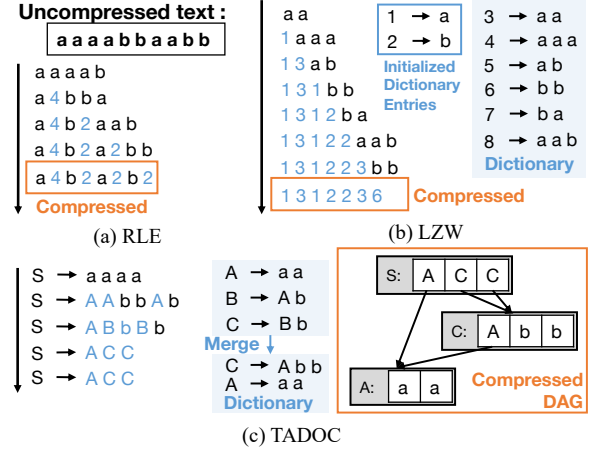 Uncompressed text :
a a a a b b a a b b
a a a a b
a 4 b b a
a 4 b 2 a a b
a 4 b 2 a 2 b b
a 4 b 2 a 2 b 2
Compressed
(a) RLE
a a
1 a a a
1 3 a b
1 3 1 b b
1 3 1 2 b a
1 3 1 2 2 a a b
1 3 1 2 2 3 b b
1 3 1 2 2 3 6
Compressed
1 → a
2 → b
Initialized
Dictionary
Entries
3 → a a
4 → a a a
5 → a b
6 → b b
7 → b a
8 → a a b
Dictionary
(b) LZW
S → a a a a
S → A A b b A b
S → A B b B b
S → A C C
S → A C C
A → a a
B → A b
C → B b
Merge
C → A b b
A → a a
Dictionary
S: A C C
C: A b b
A: a a
Compressed
DAG
(c) TADOC